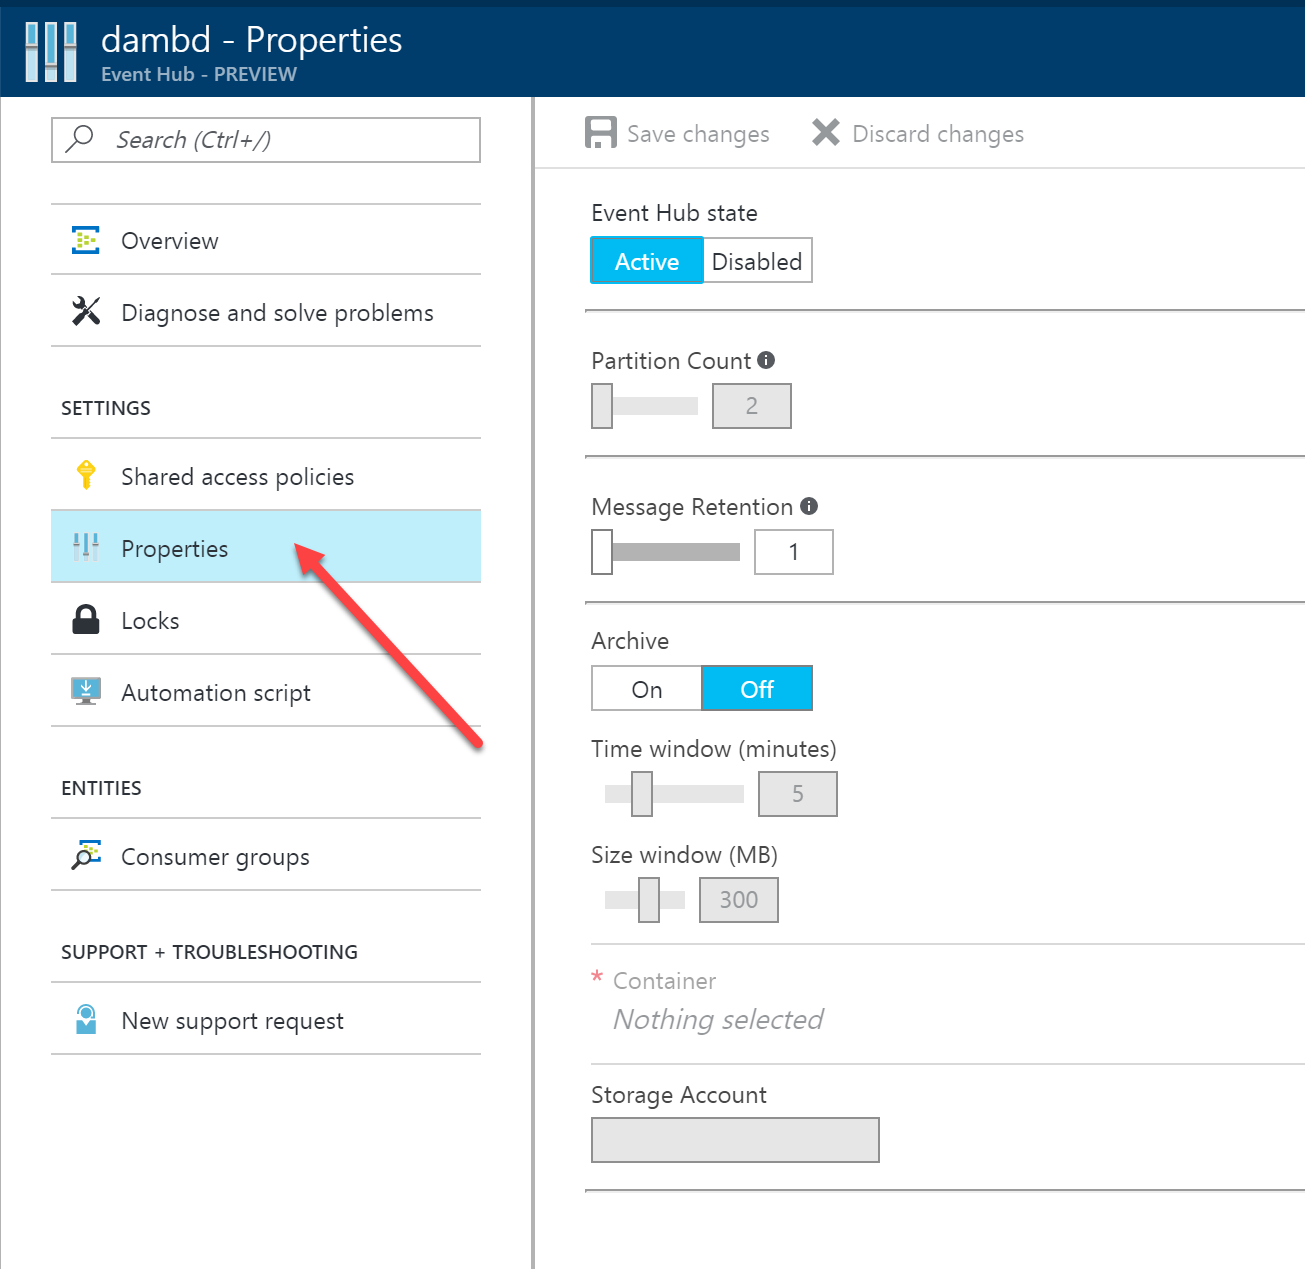 dambd - Properties
Event Hub - PREVIEW
Search (Ctrl+/)
Overview
Diagnose and solve problems
SETTINGS
Shared access policies
Properties
Locks
Automation script
ENTITIES
Consumer groups
SUPPORT + TROUBLESHOOTING
New support request
Save changes
Discard changes
Event Hub state
Active Disabled
Partition Count
2
Message Retention
1
Archive
On Off
Time window (minutes)
5
Size window (MB)
300
* Container
Nothing selected
Storage Account